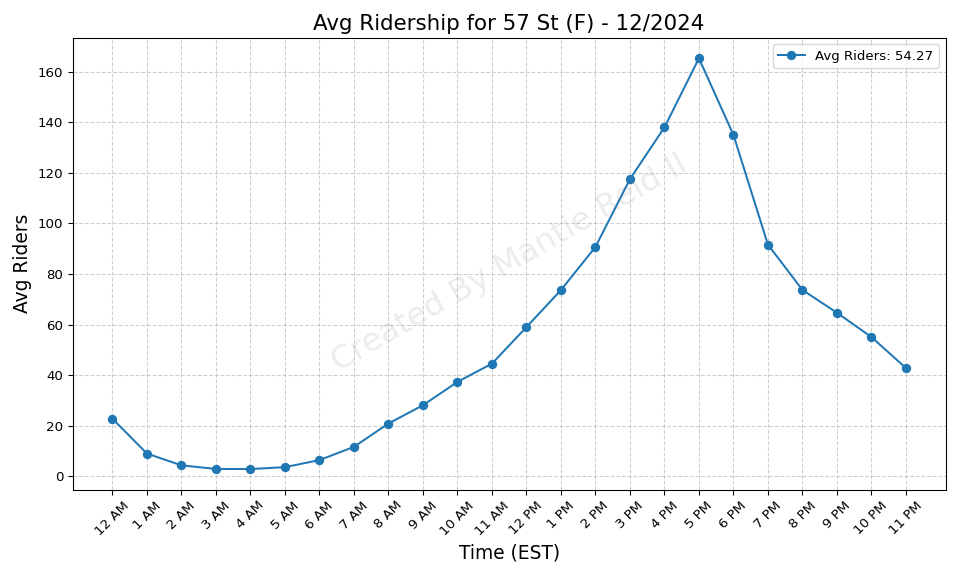 Avg Ridership for 57 St (F) - 12/2024
Avg Riders: 54.27
Avg Riders
160
140
120
100
80
60
40
20
0
Created By Mantle Reid II
12 AM
1 AM
2 AM
3 AM
4 AM
5 AM
6 AM
7 AM
8 AM
9 AM
10 AM
11 AM
12 PM
1 PM
2 PM
3 PM
4 PM
5 PM
6 PM
7 PM
8 PM
9 PM
10 PM
11 PM
Time (EST)